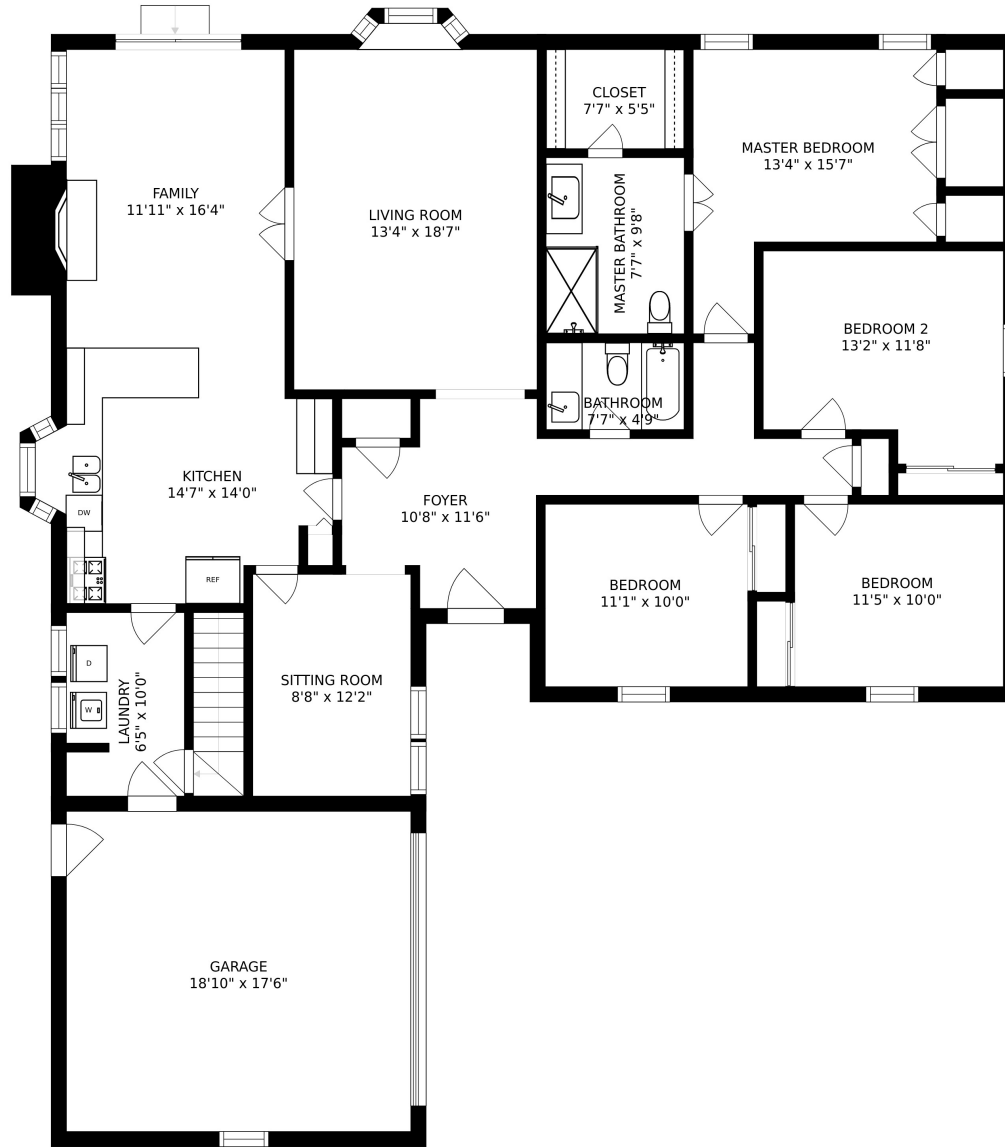 CLOSET
7'7" x 5'5"
MASTER BEDROOM
13'4" x 15'7"
FAMILY
11'11" x 16'4"
LIVING ROOM
13'4" x 18'7"
MASTER BATHROOM
7'7" x 9'8"
BEDROOM 2
13'2" x 11'8"
BATHROOM
7'7" x 4'9"
KITCHEN
14'7" x 14'0"
FOYER
10'8" x 11'6"
DW
REF
BEDROOM
11'1" x 10'0"
BEDROOM
11'5" x 10'0"
D
W
LAUNDRY
6'5" x 10'0"
SITTING ROOM
8'8" x 12'2"
GARAGE
18'10" x 17'6"